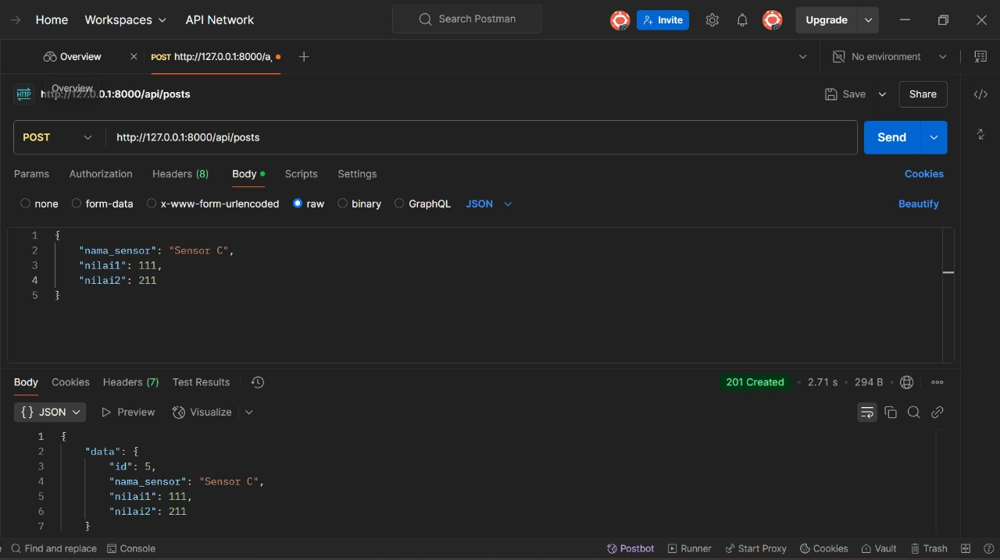 Home Workspaces API Network Search Postman Invite Upgrade
Overview POST http://127.0.0.1:8000/a No environment
Overview
HTTP http://127.0.0.1:8000/api/posts Save Share
POST http://127.0.0.1:8000/api/posts Send
Params Authorization Headers (8) Body Scripts Settings Cookies
none form-data x-www-form-urlencoded raw binary GraphQL JSON Beautify
1 {
2 "nama_sensor": "Sensor C",
3 "nilai1": 111,
4 "nilai2": 211
5 }
Body Cookies Headers (7) Test Results 201 Created • 2.71 s • 294 B •
{} JSON Preview Visualize
1 {
2 "data": {
3 "id": 5,
4 "nama_sensor": "Sensor C",
5 "nilai1": 111,
6 "nilai2": 211
7 }
Find and replace Console Postbot Runner Start Proxy Cookies Vault Trash